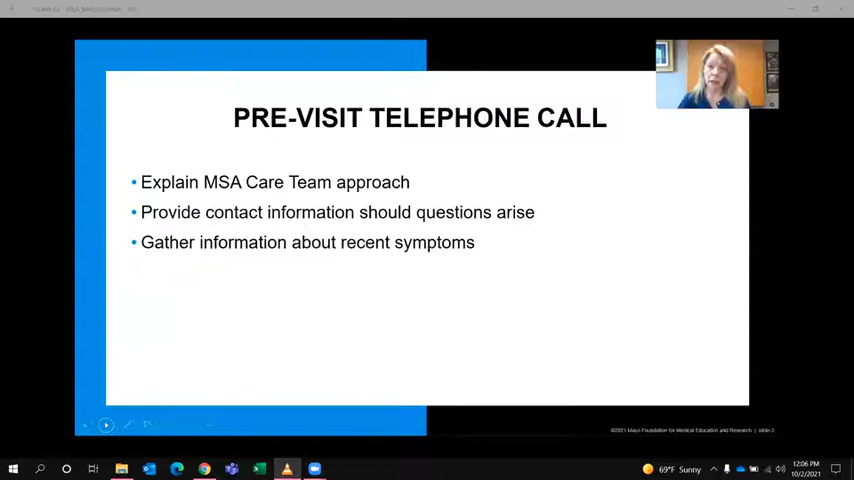 PRE-VISIT TELEPHONE CALL
• Explain MSA Care Team approach
• Provide contact information should questions arise
• Gather information about recent symptoms
©2021 Mayo Foundation for Medical Education and Research | slide-3
69°F Sunny
12:06 PM
10/2/2021